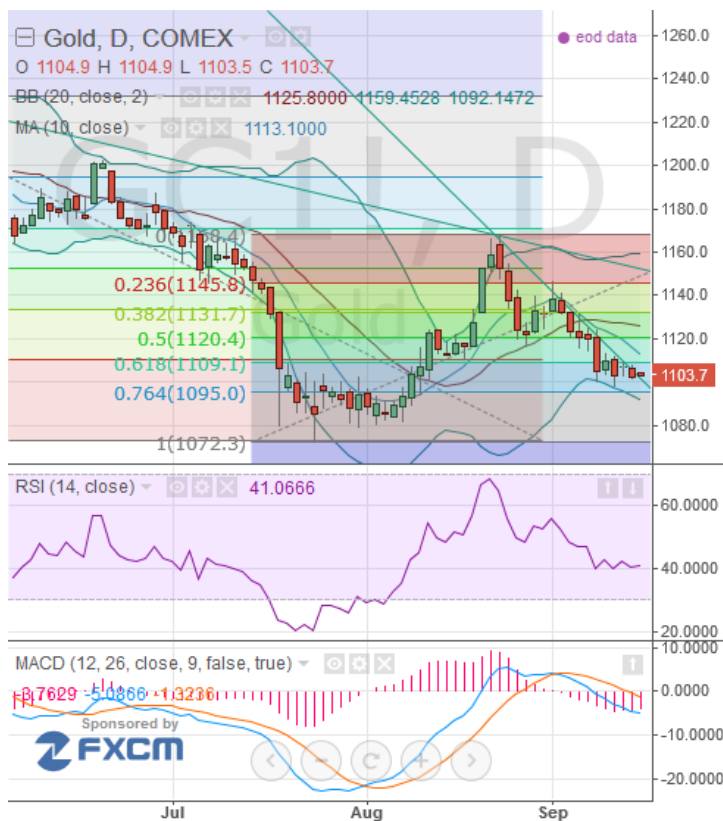 Gold, D, COMEX
eod data
O 1104.9 H 1104.9 L 1103.5 C 1103.7
BB (20, close, 2) 1125.8000 1159.4528 1092.1472
MA (10, close) 1113.1000
GC1!, D
Gold
0(1168.4)
0.236(1145.8)
0.382(1131.7)
0.5(1120.4)
0.618(1109.1)
0.764(1095.0)
1(1072.3)
1260.0
1240.0
1220.0
1200.0
1180.0
1160.0
1140.0
1120.0
1103.7
1080.0
RSI (14, close) 41.0666
60.0000
40.0000
20.0000
MACD (12, 26, close, 9, false, true)
-3.7629 -5.0866 -1.3236
10.0000
0.0000
-10.0000
-20.0000
Sponsored by
FXCM
Jul Aug Sep